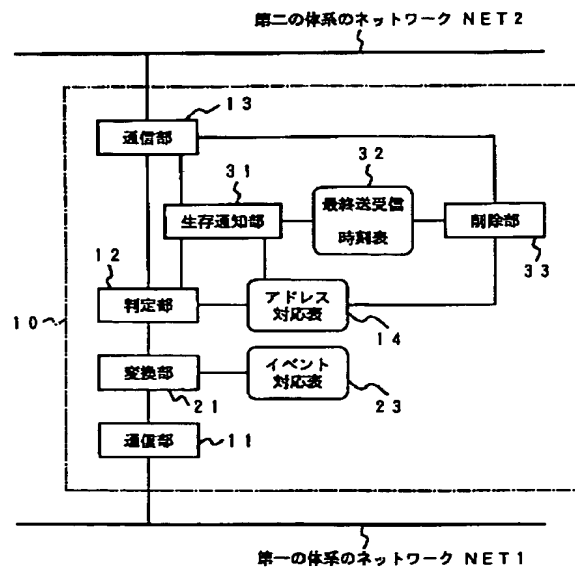 第二の体系のネットワーク NET2
13
通信部
32
31
最終送受信
時刻表
生存通知部
削除部
33
12
判定部
アドレス
対応表
14
10
変換部
21
イベント
対応表
23
通信部
11
第一の体系のネットワーク NET1